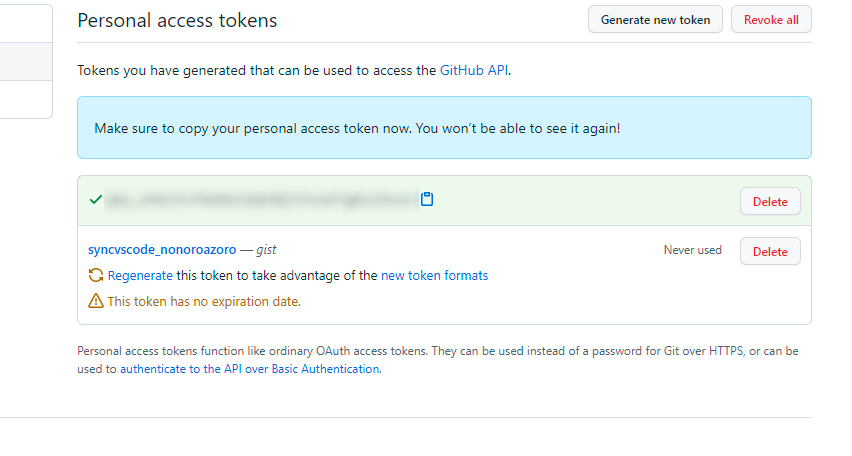 Personal access tokens
Generate new token
Revoke all
Tokens you have generated that can be used to access the GitHub API.
Make sure to copy your personal access token now. You won't be able to see it again!
Delete
syncvscode_nonoroazoro — gist
Never used
Delete
Regenerate this token to take advantage of the new token formats
This token has no expiration date.
Personal access tokens function like ordinary OAuth access tokens. They can be used instead of a password for Git over HTTPS, or can be
used to authenticate to the API over Basic Authentication.